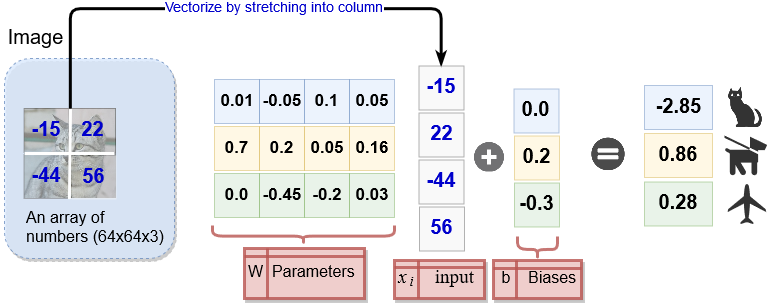 Vectorize by stretching into column
Image
-15 22
-44 56
An array of
numbers (64x64x3)
0.01 -0.05 0.1 0.05
0.7 0.2 0.05 0.16
0.0 -0.45 -0.2 0.03
-15
22
-44
56
0.0
0.2
-0.3
-2.85
0.86
0.28
W Parameters
xi input
b Biases